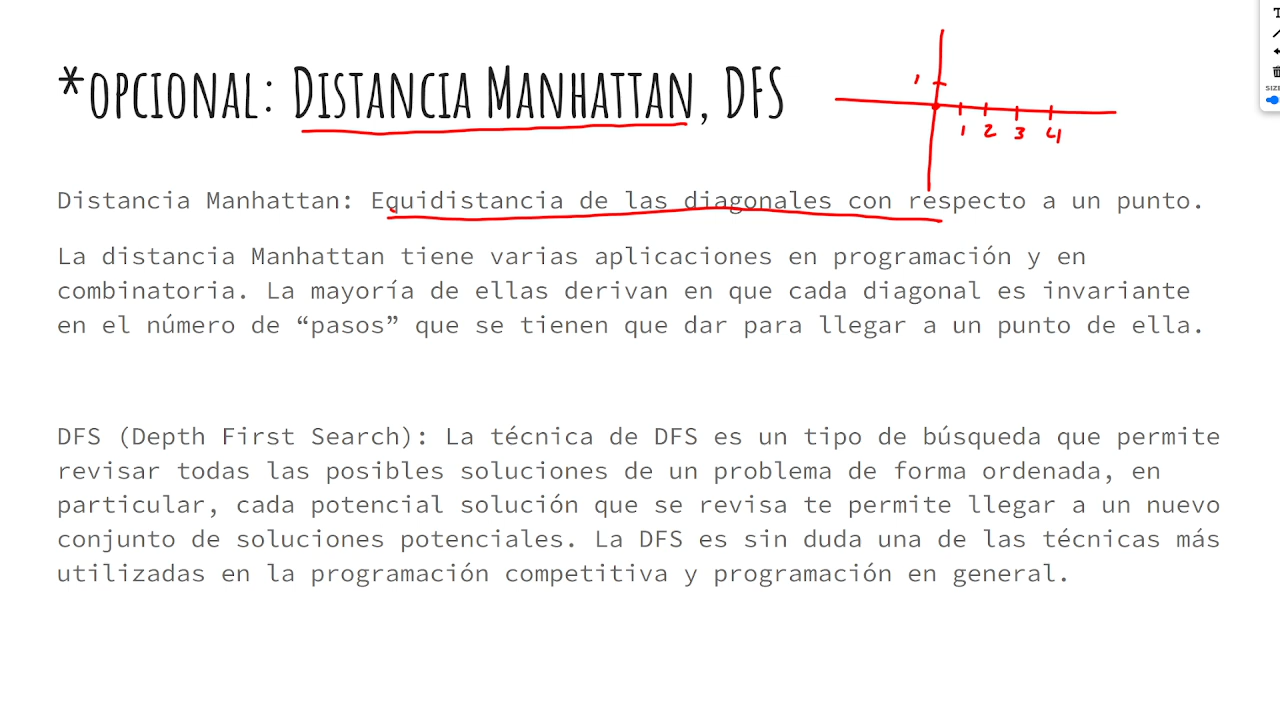 *OPCIONAL: DISTANCIA MANHATTAN, DFS
1
1 2 3 4
Distancia Manhattan: Equidistancia de las diagonales con respecto a un punto.
La distancia Manhattan tiene varias aplicaciones en programación y en
combinatoria. La mayoría de ellas derivan en que cada diagonal es invariante
en el número de “pasos” que se tienen que dar para llegar a un punto de ella.
DFS (Depth First Search): La técnica de DFS es un tipo de búsqueda que permite
revisar todas las posibles soluciones de un problema de forma ordenada, en
particular, cada potencial solución que se revisa te permite llegar a un nuevo
conjunto de soluciones potenciales. La DFS es sin duda una de las técnicas más
utilizadas en la programación competitiva y programación en general.